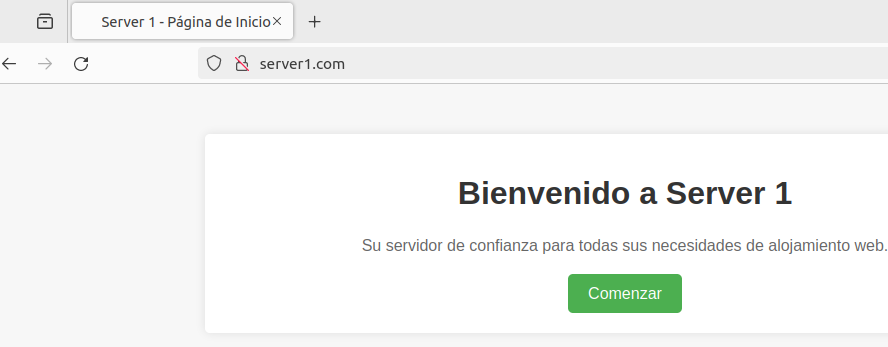 Server 1 - Página de Inicio
server1.com
Bienvenido a Server 1
Su servidor de confianza para todas sus necesidades de alojamiento web.
Comenzar